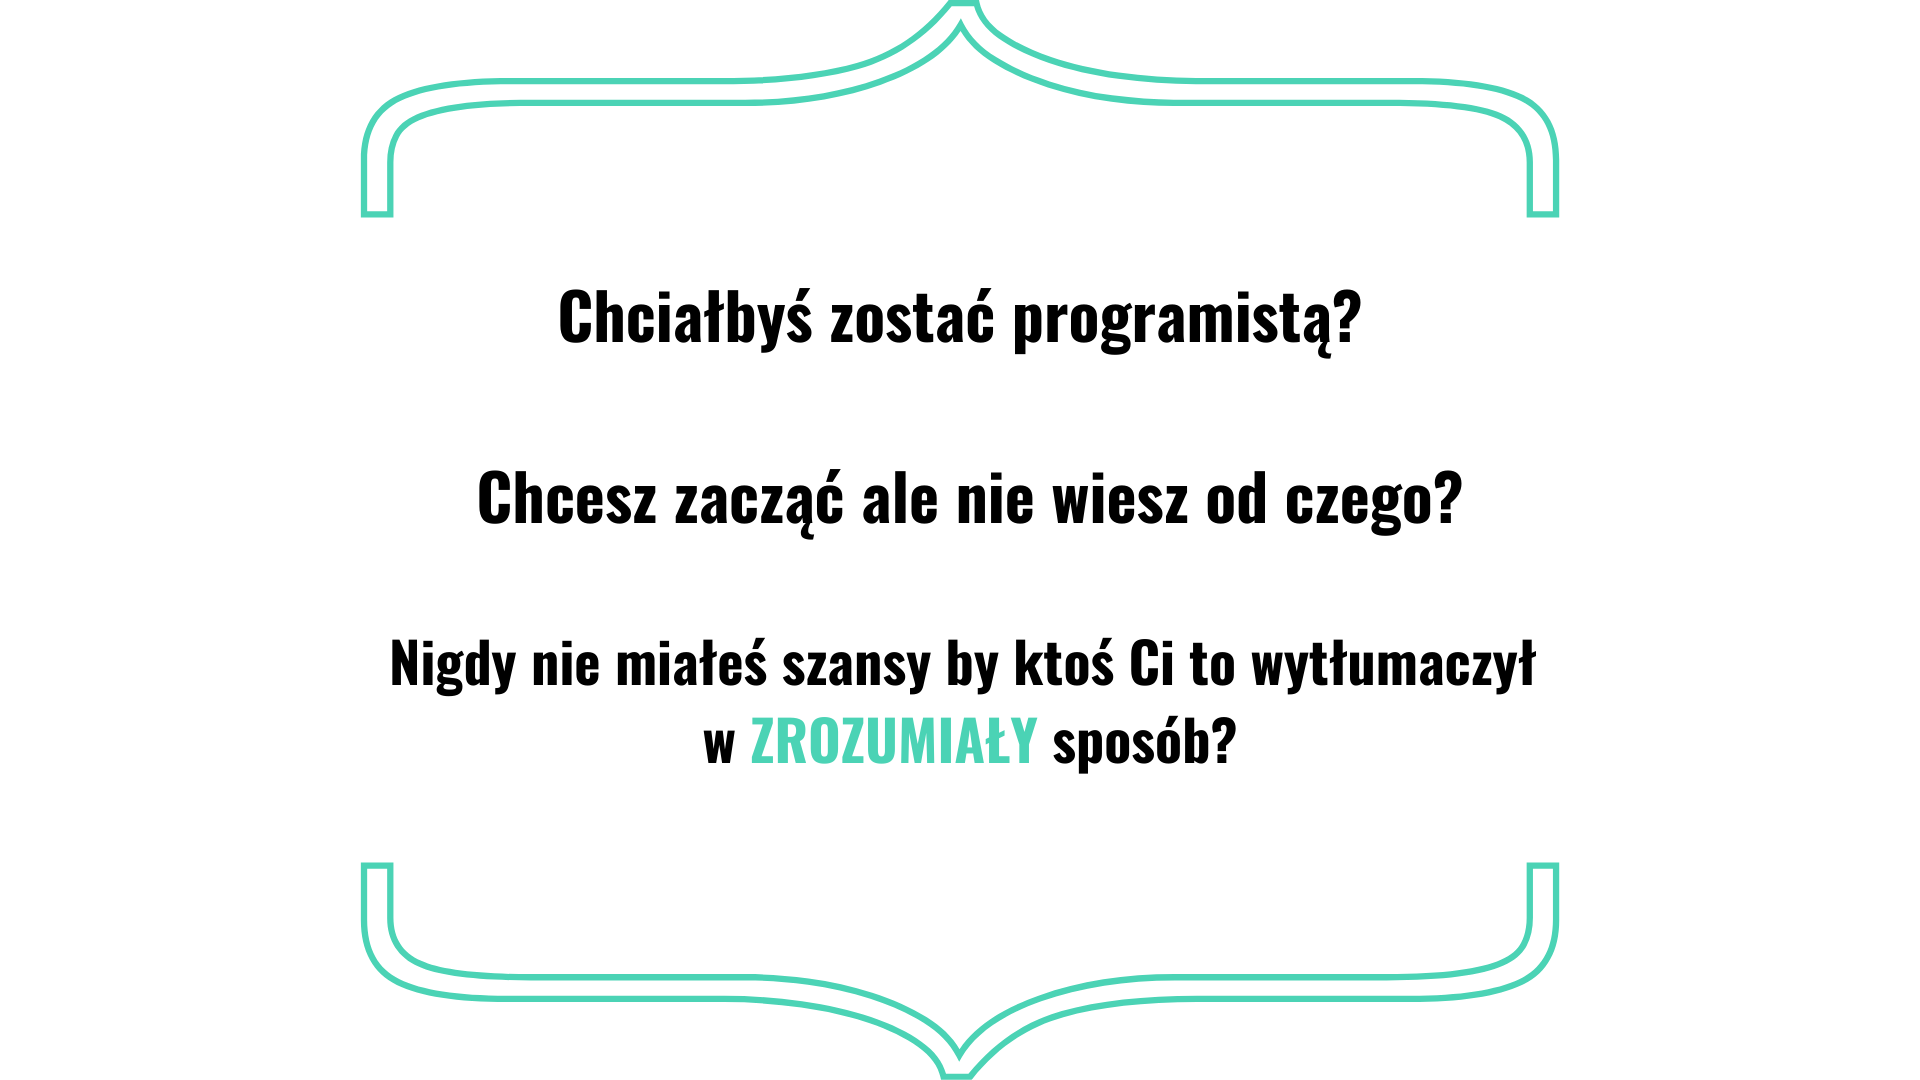 Chciałbyś zostać programistą?
Chcesz zacząć ale nie wiesz od czego?
Nigdy nie miałeś szansy by ktoś Ci to wytłumaczył
w ZROZUMIAŁY sposób?